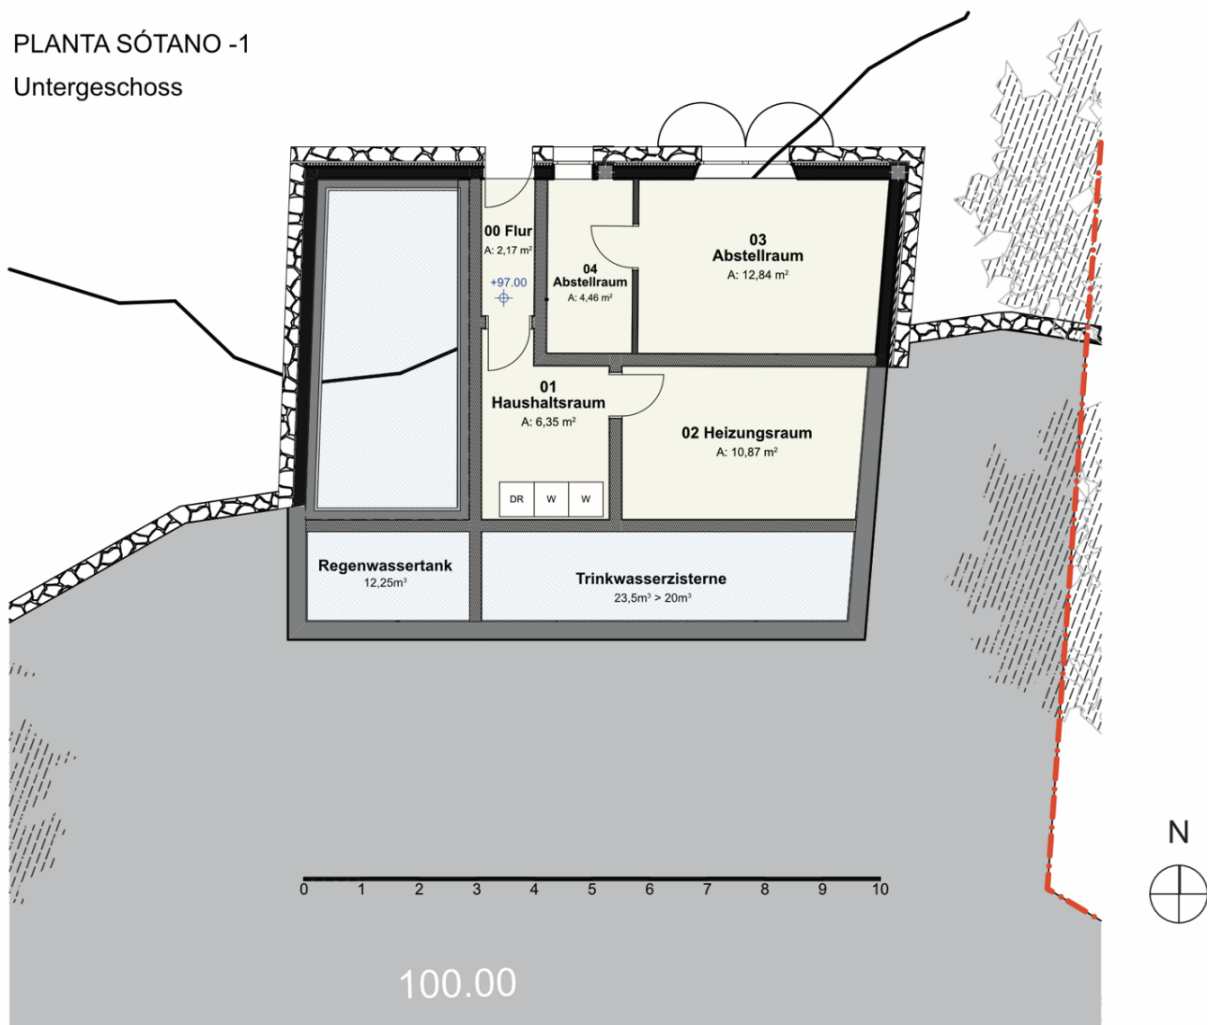 PLANTA SÓTANO -1
Untergeschoss
00 Flur
A: 2,17 m²
+97.00
04
Abstellraum
A: 4,46 m²
03
Abstellraum
A: 12,84 m²
01
Haushaltsraum
A: 6,35 m²
02 Heizungsraum
A: 10,87 m²
DR W W
Regenwassertank
12,25m³
Trinkwasserzisterne
23,5m³ > 20m³
N
0 1 2 3 4 5 6 7 8 9 10
100.00